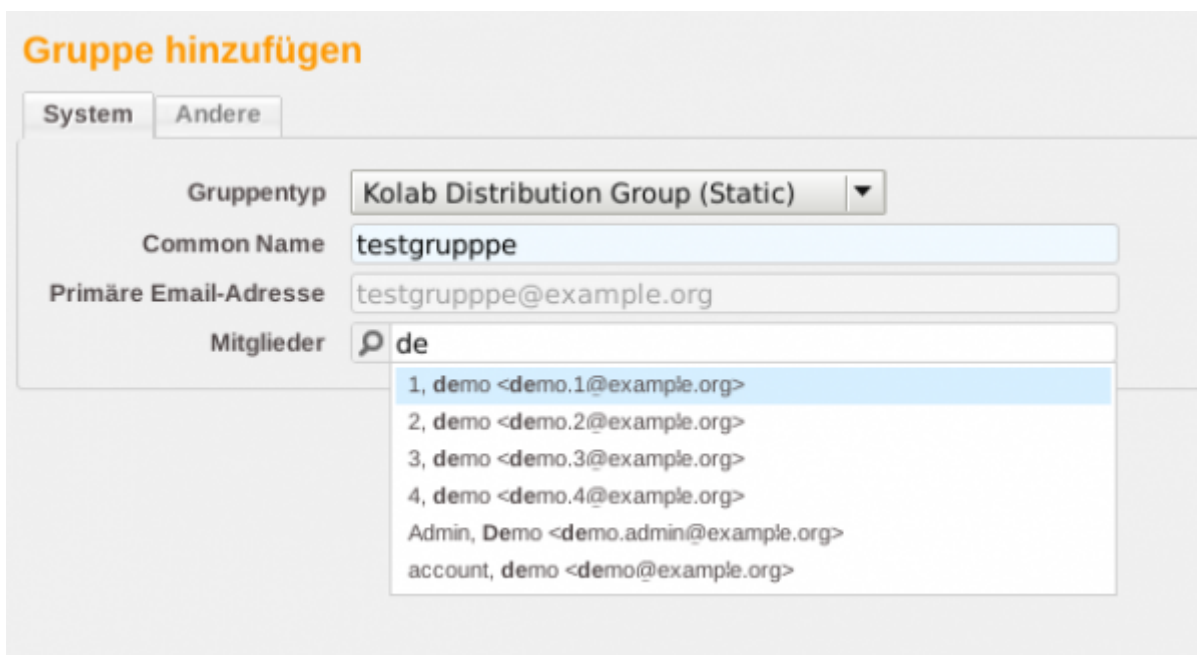 Gruppe hinzufügen
System Andere
Gruppentyp Kolab Distribution Group (Static)
Common Name testgrupppe
Primäre Email-Adresse testgrupppe@example.org
Mitglieder de
1, demo <demo.1@example.org>
2, demo <demo.2@example.org>
3, demo <demo.3@example.org>
4, demo <demo.4@example.org>
Admin, Demo <demo.admin@example.org>
account, demo <demo@example.org>